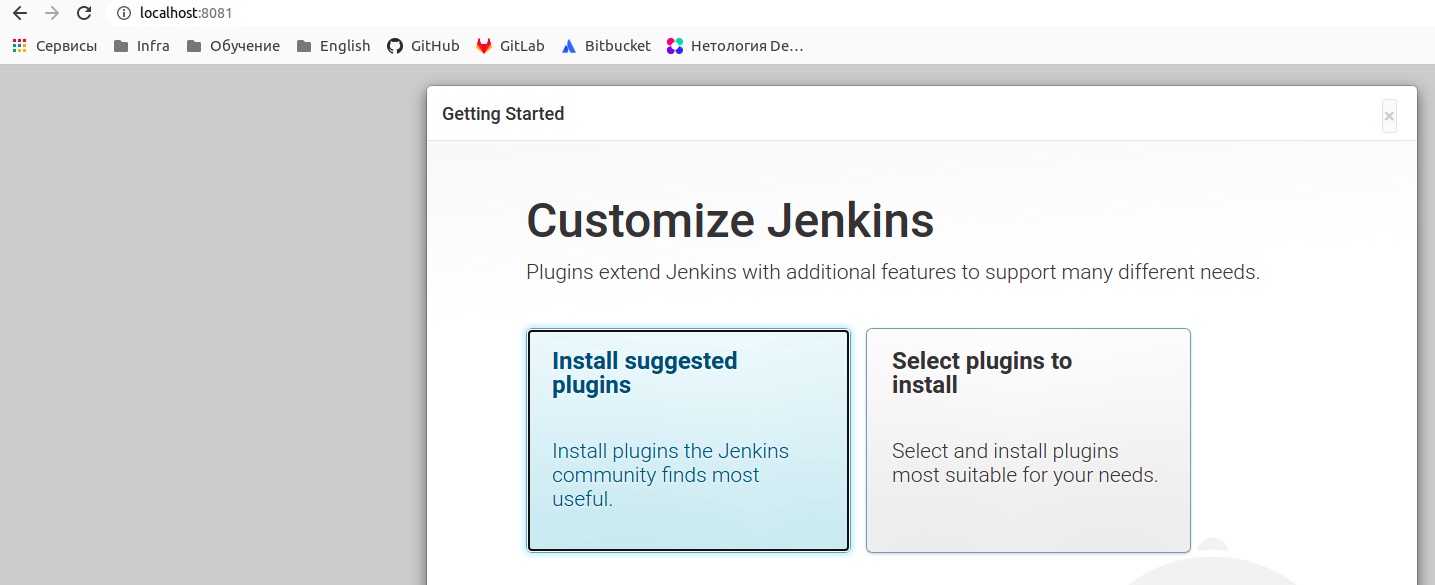 localhost:8081
Сервисы Infra Обучение English GitHub GitLab Bitbucket Нетология De...
Getting Started
×
Customize Jenkins
Plugins extend Jenkins with additional features to support many different needs.
Install suggested
plugins
Install plugins the Jenkins
community finds most
useful.
Select plugins to
install
Select and install plugins
most suitable for your needs.